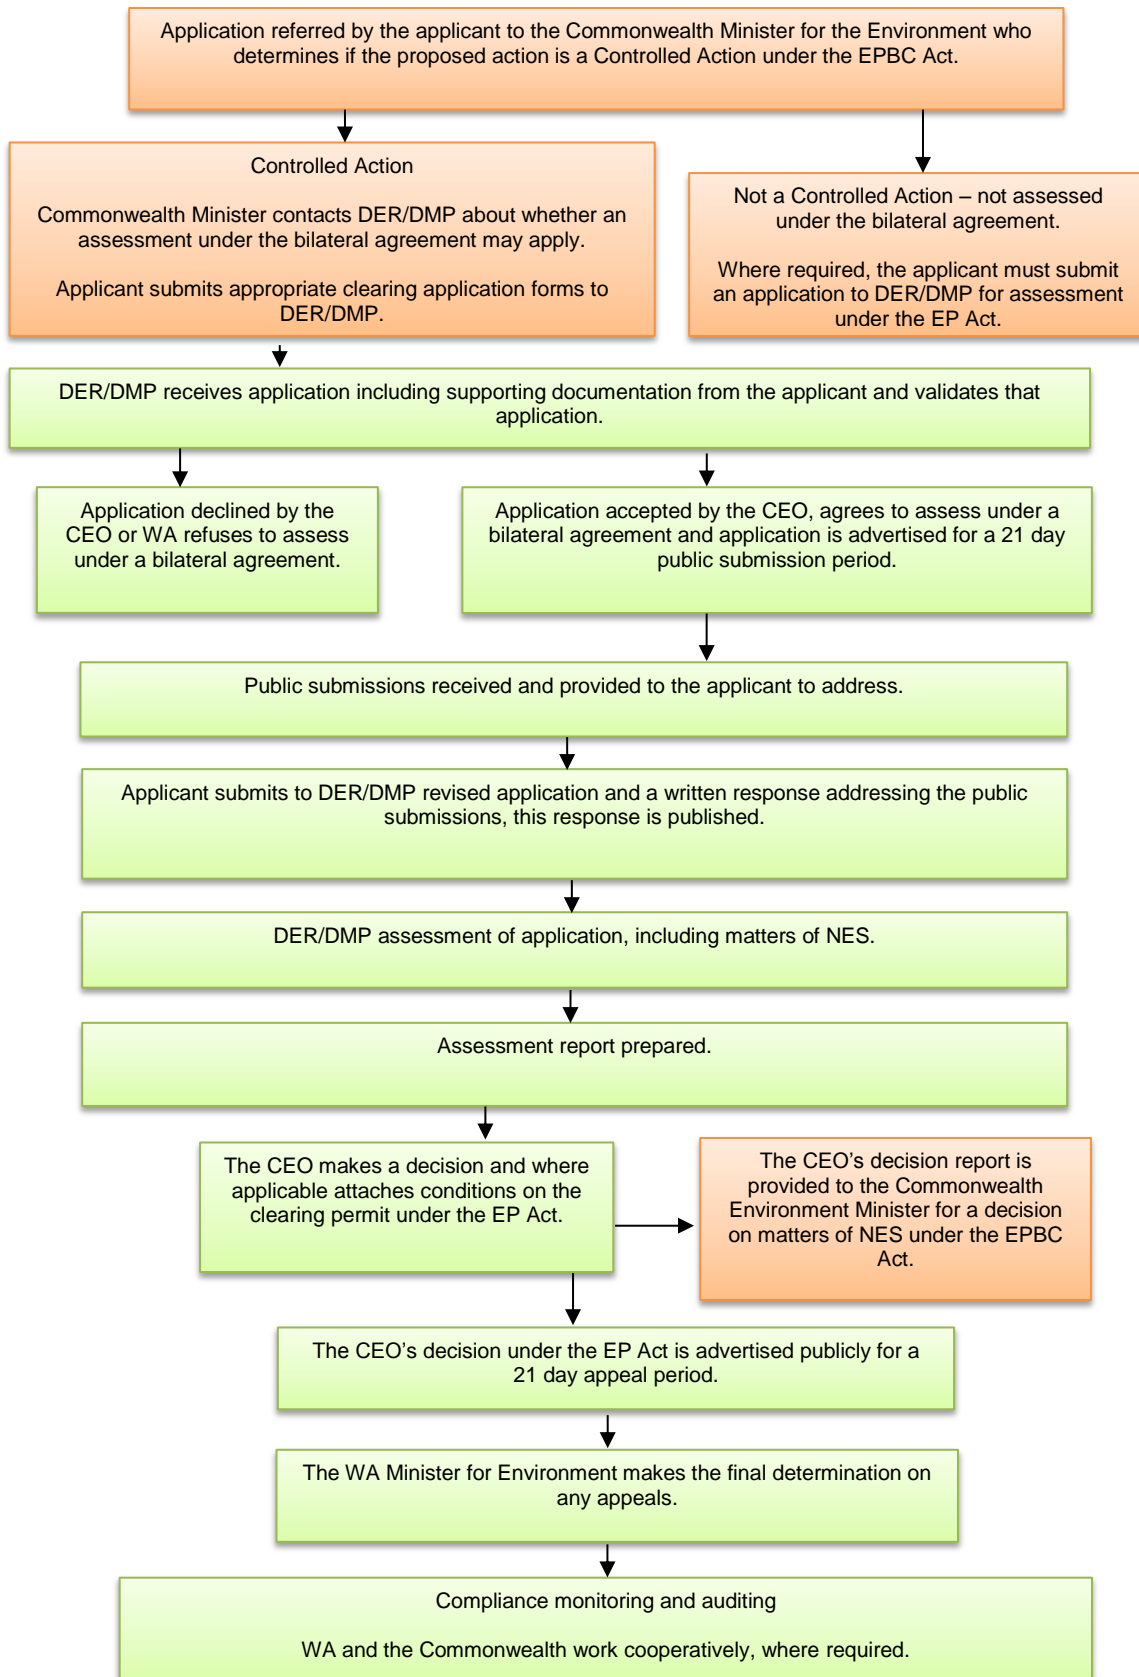 Application referred by the applicant to the Commonwealth Minister for the Environment who
determines if the proposed action is a Controlled Action under the EPBC Act.
Controlled Action
Commonwealth Minister contacts DER/DMP about whether an
assessment under the bilateral agreement may apply.
Applicant submits appropriate clearing application forms to
DER/DMP.
Not a Controlled Action – not assessed
under the bilateral agreement.
Where required, the applicant must submit
an application to DER/DMP for assessment
under the EP Act.
DER/DMP receives application including supporting documentation from the applicant and validates that
application.
Application declined by the
CEO or WA refuses to assess
under a bilateral agreement.
Application accepted by the CEO, agrees to assess under a
bilateral agreement and application is advertised for a 21 day
public submission period.
Public submissions received and provided to the applicant to address.
Applicant submits to DER/DMP revised application and a written response addressing the public
submissions, this response is published.
DER/DMP assessment of application, including matters of NES.
Assessment report prepared.
The CEO makes a decision and where
applicable attaches conditions on the
clearing permit under the EP Act.
The CEO’s decision report is
provided to the Commonwealth
Environment Minister for a decision
on matters of NES under the EPBC
Act.
The CEO’s decision under the EP Act is advertised publicly for a
21 day appeal period.
The WA Minister for Environment makes the final determination on
any appeals.
Compliance monitoring and auditing
WA and the Commonwealth work cooperatively, where required.